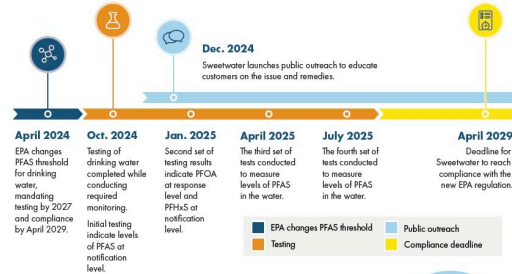 Dec. 2024
Sweetwater launches public outreach to educate
customers on the issue and remedies.
April 2024
EPA changes
PFAS threshold
for drinking
water,
mandating
testing by 2027
and compliance
by April 2029.
Oct. 2024
Testing of
drinking water
completed while
conducting
required
monitoring.
Initial testing
indicate levels
of PFAS at
notification
level.
Jan. 2025
Second set of
testing results
indicate PFOA
at response
level and
PFHxS at
notification
level.
April 2025
The third set of
tests conducted
to measure
levels of PFAS
in the water.
July 2025
The fourth set of
tests conducted
to measure
levels of PFAS
in the water.
April 2029
Deadline for
Sweetwater to reach
compliance with the
new EPA regulation.
EPA changes PFAS threshold
Testing
Public outreach
Compliance deadline